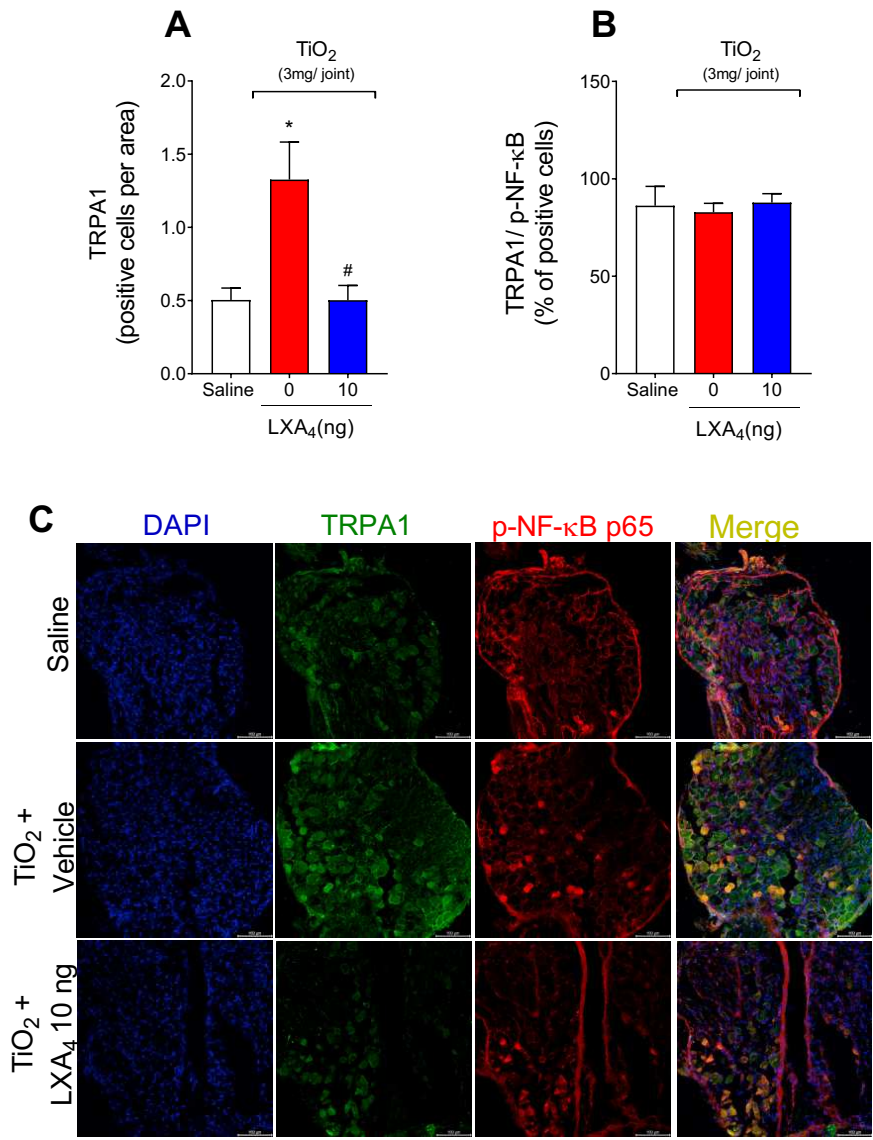 A
TiO2
(3mg/ joint)
TRPA1
(positive cells per area)
2.0
1.5
1.0
0.5
0.0
*
#
Saline
0
10
LXA4(ng)
B
TiO2
(3mg/ joint)
TRPA1/ p-NF-κB
(% of positive cells)
150
100
50
0
Saline
0
10
LXA4(ng)
C
DAPI
TRPA1
p-NF-κB p65
Merge
Saline
TiO2 +
Vehicle
TiO2 +
LXA4 10 ng